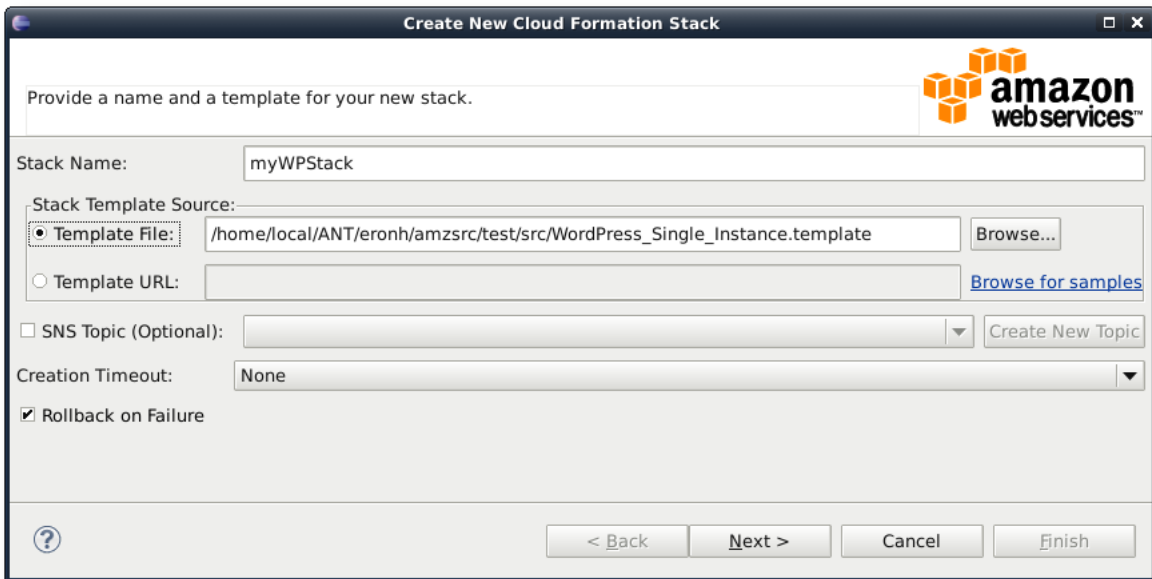 Create New Cloud Formation Stack
Provide a name and a template for your new stack.
amazon
webservices™
Stack Name: myWPStack
Stack Template Source:
Template File: /home/local/ANT/eronh/amzsrc/test/src/WordPress_Single_Instance.template Browse...
Template URL: Browse for samples
SNS Topic (Optional): Create New Topic
Creation Timeout: None
Rollback on Failure
? < Back Next > Cancel Finish